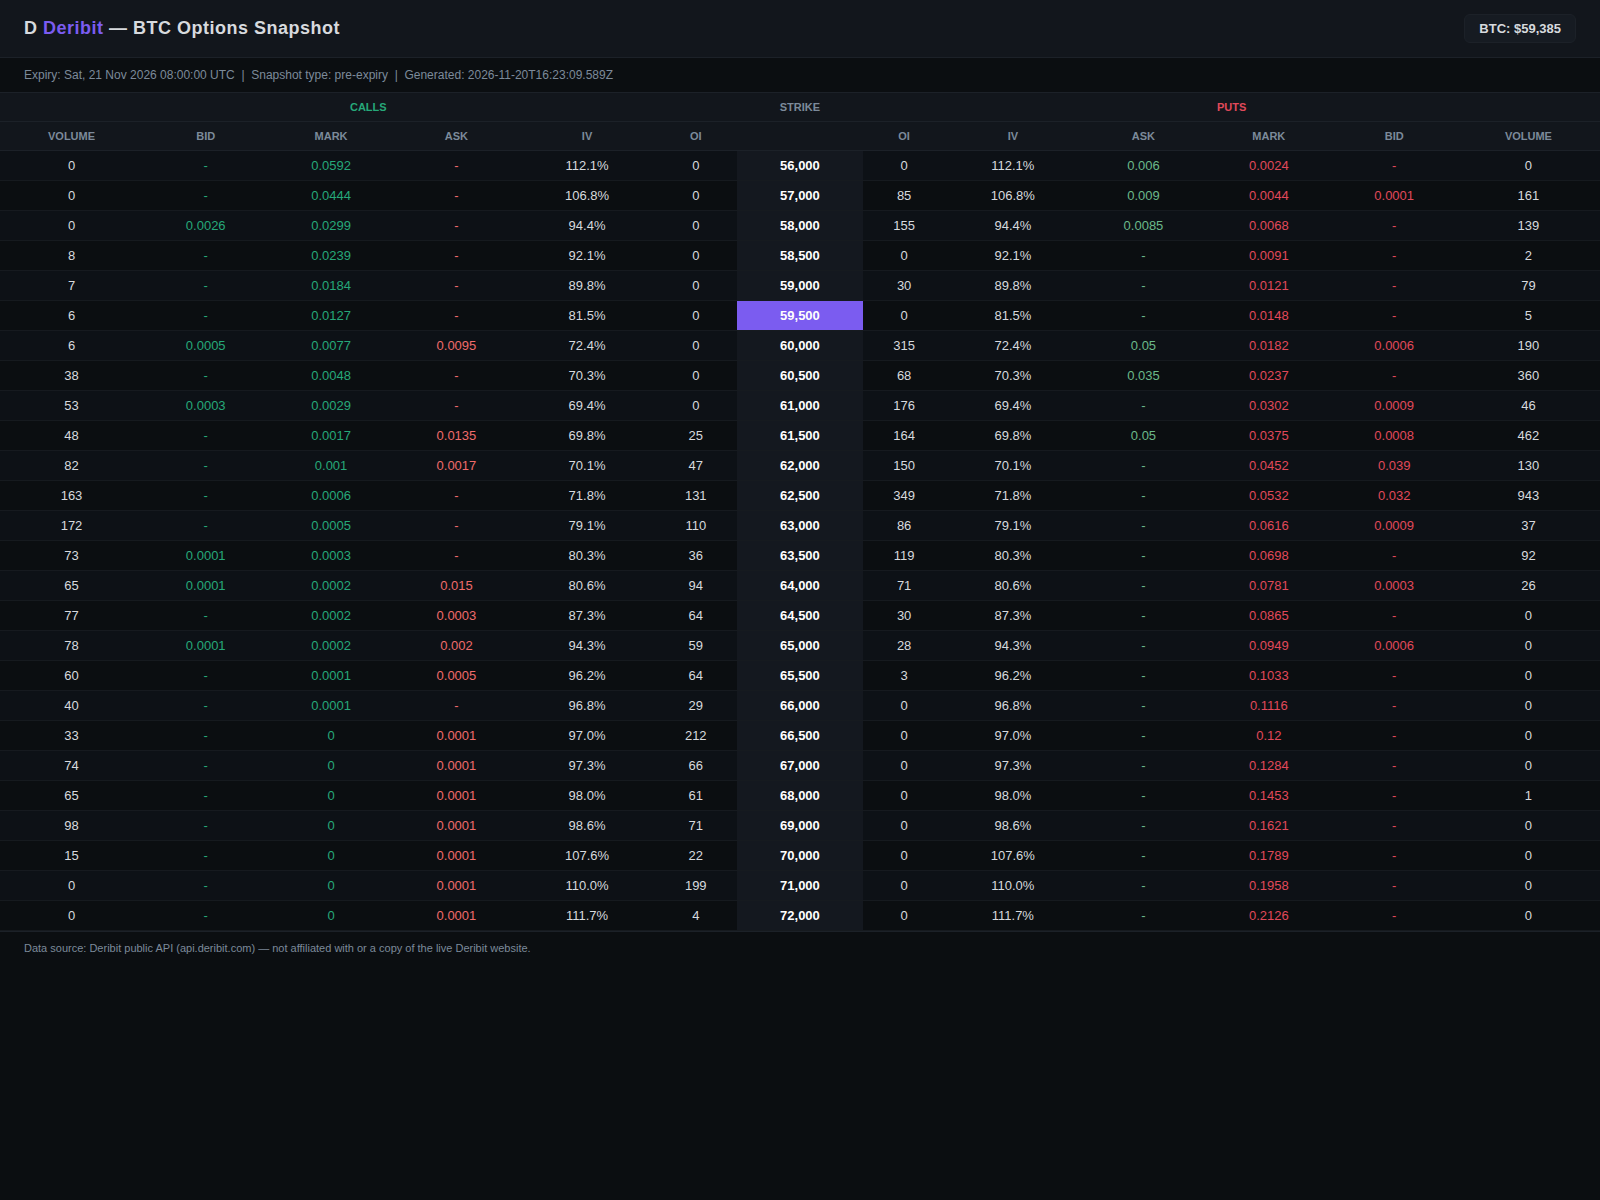 D Deribit — BTC Options Snapshot
BTC: $59,385
Expiry: Sat, 21 Nov 2026 08:00:00 UTC | Snapshot type: pre-expiry | Generated: 2026-11-20T16:23:09.589Z
CALLS STRIKE PUTS
VOLUME BID MARK ASK IV OI OI IV ASK MARK BID VOLUME
0 - 0.0592 - 112.1% 0 56,000 0 112.1% 0.006 0.0024 - 0
0 - 0.0444 - 106.8% 0 57,000 85 106.8% 0.009 0.0044 0.0001 161
0 0.0026 0.0299 - 94.4% 0 58,000 155 94.4% 0.0085 0.0068 - 139
8 - 0.0239 - 92.1% 0 58,500 0 92.1% - 0.0091 - 2
7 - 0.0184 - 89.8% 0 59,000 30 89.8% - 0.0121 - 79
6 - 0.0127 - 81.5% 0 59,500 0 81.5% - 0.0148 - 5
6 0.0005 0.0077 0.0095 72.4% 0 60,000 315 72.4% 0.05 0.0182 0.0006 190
38 - 0.0048 - 70.3% 0 60,500 68 70.3% 0.035 0.0237 - 360
53 0.0003 0.0029 - 69.4% 0 61,000 176 69.4% - 0.0302 0.0009 46
48 - 0.0017 0.0135 69.8% 25 61,500 164 69.8% 0.05 0.0375 0.0008 462
82 - 0.001 0.0017 70.1% 47 62,000 150 70.1% - 0.0452 0.039 130
163 - 0.0006 - 71.8% 131 62,500 349 71.8% - 0.0532 0.032 943
172 - 0.0005 - 79.1% 110 63,000 86 79.1% - 0.0616 0.0009 37
73 0.0001 0.0003 - 80.3% 36 63,500 119 80.3% - 0.0698 - 92
65 0.0001 0.0002 0.015 80.6% 94 64,000 71 80.6% - 0.0781 0.0003 26
77 - 0.0002 0.0003 87.3% 64 64,500 30 87.3% - 0.0865 - 0
78 0.0001 0.0002 0.002 94.3% 59 65,000 28 94.3% - 0.0949 0.0006 0
60 - 0.0001 0.0005 96.2% 64 65,500 3 96.2% - 0.1033 - 0
40 - 0.0001 - 96.8% 29 66,000 0 96.8% - 0.1116 - 0
33 - 0 0.0001 97.0% 212 66,500 0 97.0% - 0.12 - 0
74 - 0 0.0001 97.3% 66 67,000 0 97.3% - 0.1284 - 0
65 - 0 0.0001 98.0% 61 68,000 0 98.0% - 0.1453 - 1
98 - 0 0.0001 98.6% 71 69,000 0 98.6% - 0.1621 - 0
15 - 0 0.0001 107.6% 22 70,000 0 107.6% - 0.1789 - 0
0 - 0 0.0001 110.0% 199 71,000 0 110.0% - 0.1958 - 0
0 - 0 0.0001 111.7% 4 72,000 0 111.7% - 0.2126 - 0
Data source: Deribit public API (api.deribit.com) — not affiliated with or a copy of the live Deribit website.